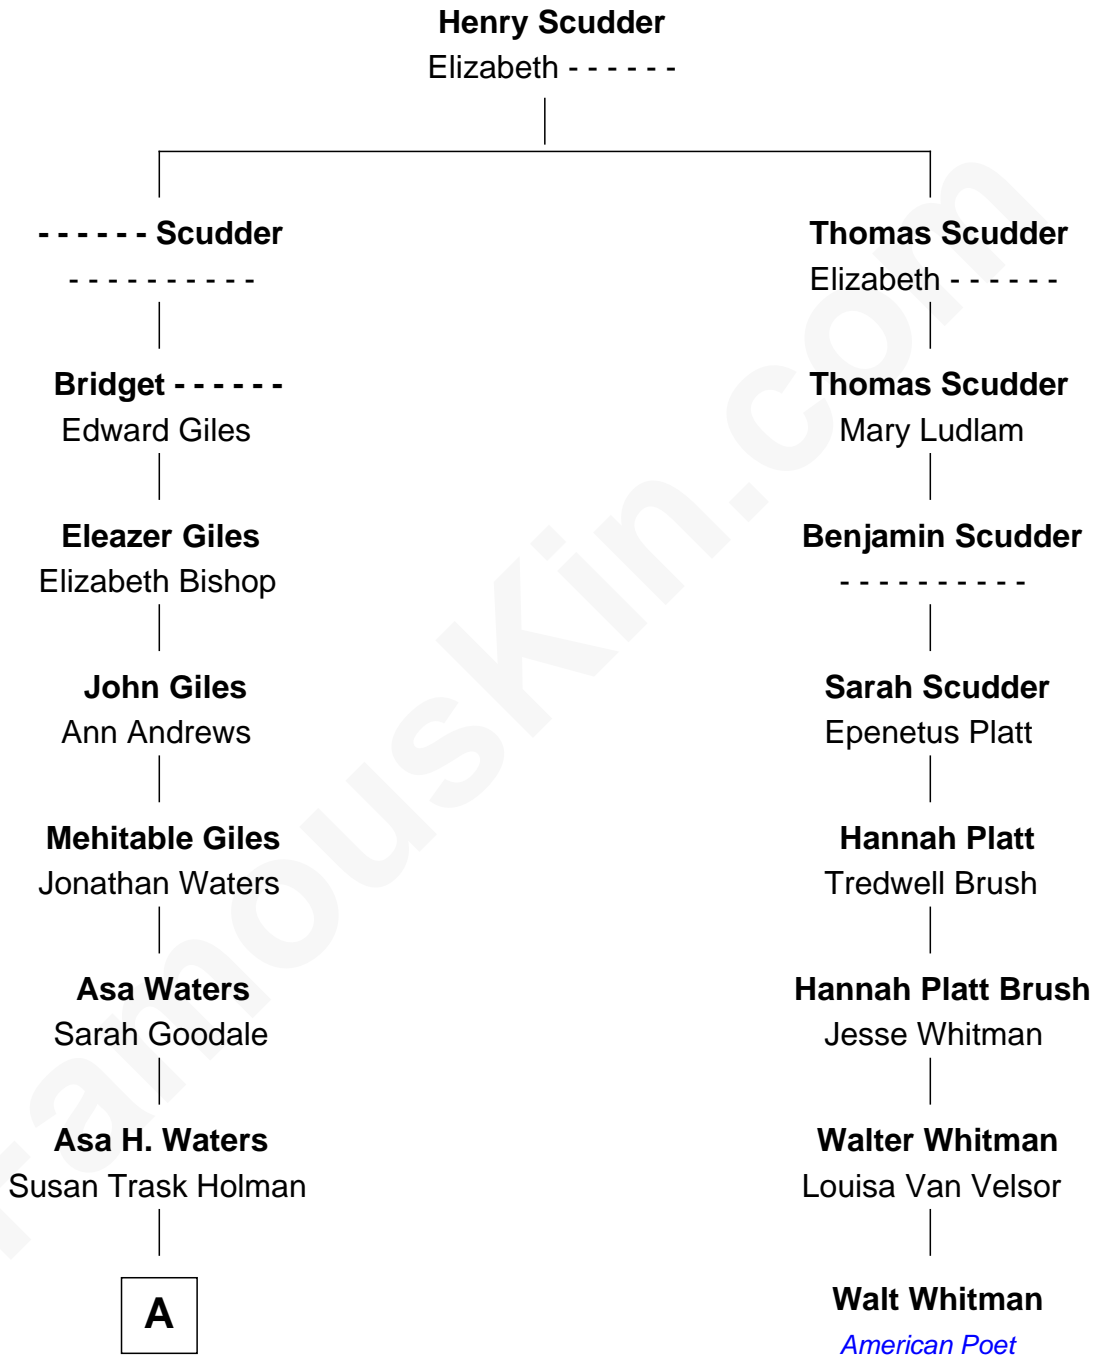 Henry Scudder
Elizabeth - - - - - -
- - - - - - Scudder
- - - - - - - - - -
Thomas Scudder
Elizabeth - - - - - -
Bridget - - - - - -
Edward Giles
Thomas Scudder
Mary Ludlam
Eleazer Giles
Elizabeth Bishop
Benjamin Scudder
- - - - - - - - - -
John Giles
Ann Andrews
Sarah Scudder
Epenetus Platt
Mehitable Giles
Jonathan Waters
Hannah Platt
Tredwell Brush
Asa Waters
Sarah Goodale
Hannah Platt Brush
Jesse Whitman
Asa H. Waters
Susan Trask Holman
Walter Whitman
Louisa Van Velsor
A
Walt Whitman
American Poet
famouskin.com